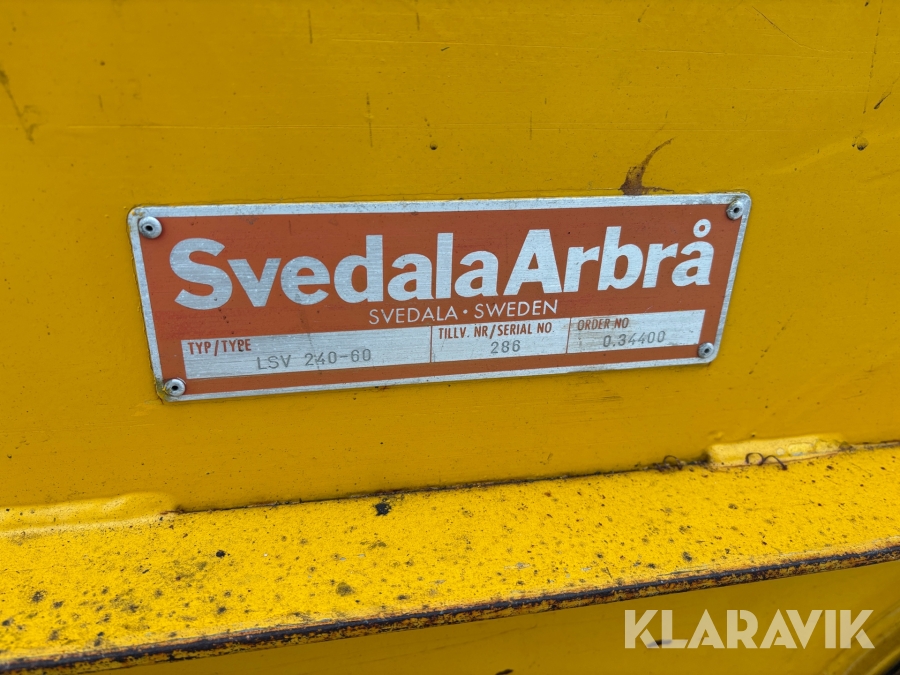 SvedalaArbrå
SVEDALA · SWEDEN
TYP/TYPE LSV 240-60
TILLV. NR/SERIAL NO 286
ORDER NO 0.34400
KLARAVIK